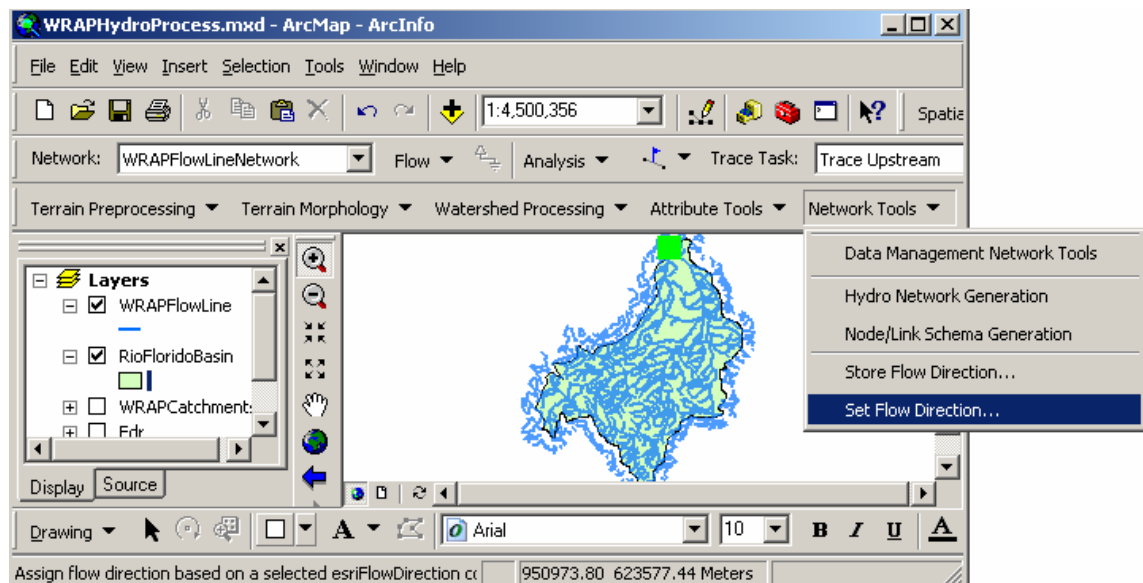 WRAPHydroProcess.mxd - ArcMap - ArcInfo
File Edit View Insert Selection Tools Window Help
1:4,500,356 Spatia
Network: WRAPFlowLineNetwork Flow Analysis Trace Task: Trace Upstream
Terrain Preprocessing Terrain Morphology Watershed Processing Attribute Tools Network Tools
Data Management Network Tools
Hydro Network Generation
Node/Link Schema Generation
Store Flow Direction...
Set Flow Direction...
Layers
WRAPFlowLine
RioFloridoBasin
WRAPCatchment
Edr
Display Source
Drawing A Arial 10 B I U A
Assign flow direction based on a selected esriFlowDirection co 950973.80 623577.44 Meters